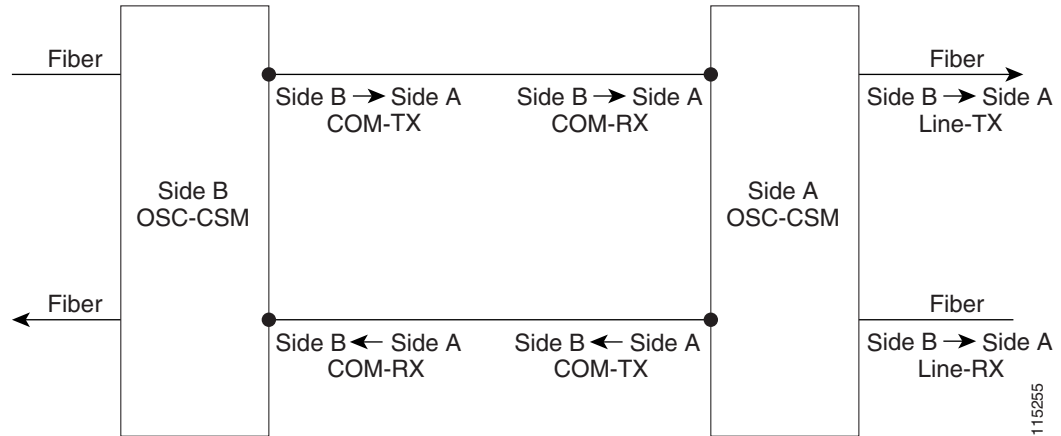 Fiber
Fiber
Side B → Side A
COM-TX
Side B → Side A
COM-RX
Side B → Side A
Line-TX
Side B
OSC-CSM
Side A
OSC-CSM
Fiber
Fiber
Side B ← Side A
COM-RX
Side B ← Side A
COM-TX
Side B → Side A
Line-RX
115255